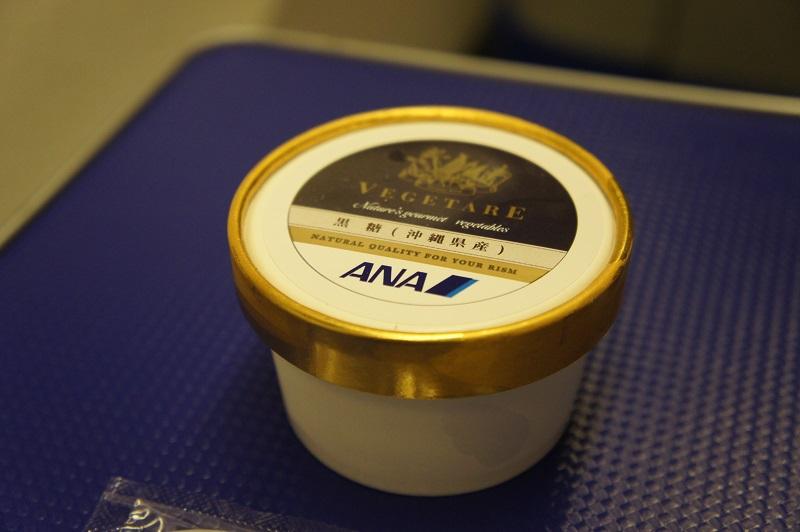 VEGETARE
Nature's gourmet vegetables
黒糖(沖縄県産)
NATURAL QUALITY FOR YOUR RISM
ANA